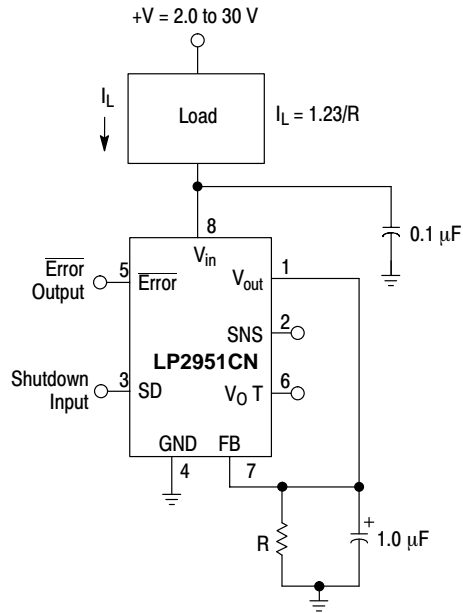 +V = 2.0 to 30 V
I_L
Load
I_L = 1.23/R
0.1 μF
8
V_in
Error
Output
5
Error
V_out
1
SNS
2
LP2951CN
Shutdown
Input
3
SD
V_O T
6
GND
FB
4
7
R
+
1.0 μF